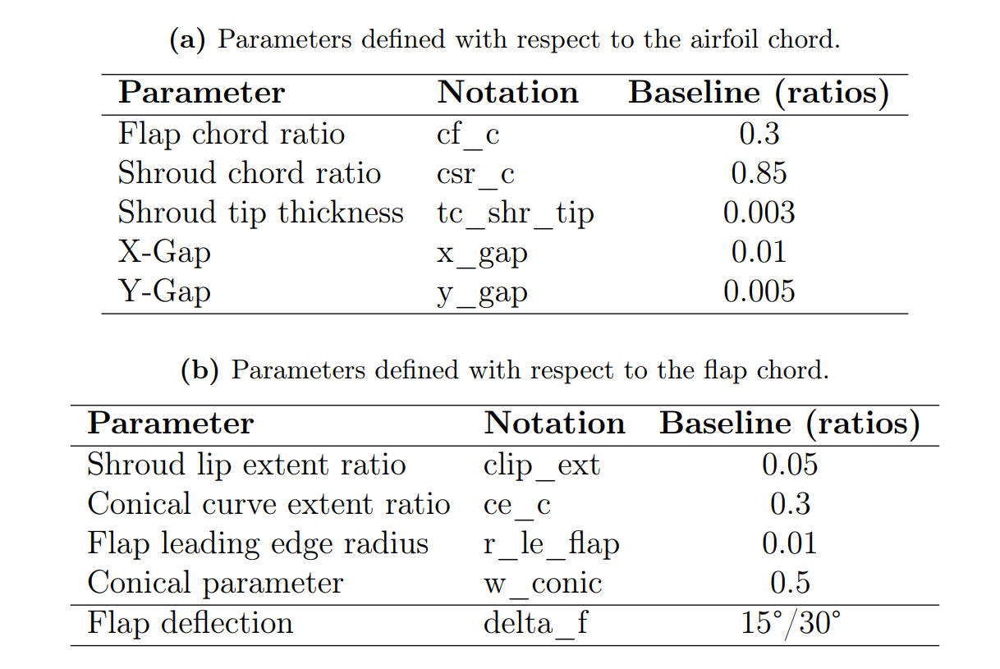 (a) Parameters defined with respect to the airfoil chord.
Parameter Notation Baseline (ratios)
Flap chord ratio cf_c 0.3
Shroud chord ratio csr_c 0.85
Shroud tip thickness tc_shr_tip 0.003
X-Gap x_gap 0.01
Y-Gap y_gap 0.005
(b) Parameters defined with respect to the flap chord.
Parameter Notation Baseline (ratios)
Shroud lip extent ratio clip_ext 0.05
Conical curve extent ratio ce_c 0.3
Flap leading edge radius r_le_flap 0.01
Conical parameter w_conic 0.5
Flap deflection delta_f 15°/30°